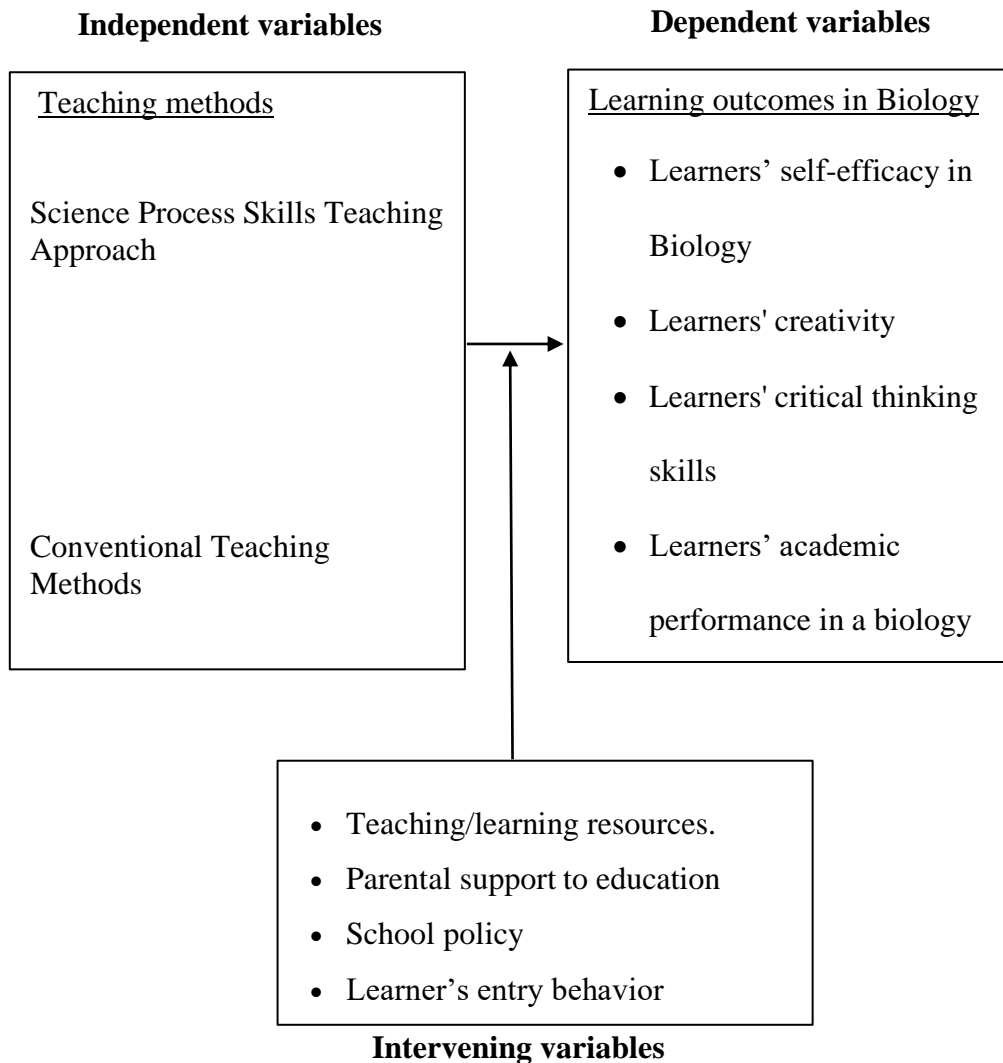 Independent variables
Dependent variables
Teaching methods
Science Process Skills Teaching
Approach
Conventional Teaching
Methods
Learning outcomes in Biology
• Learners’ self-efficacy in
Biology
• Learners' creativity
• Learners' critical thinking
skills
• Learners’ academic
performance in a biology
• Teaching/learning resources.
• Parental support to education
• School policy
• Learner’s entry behavior
Intervening variables